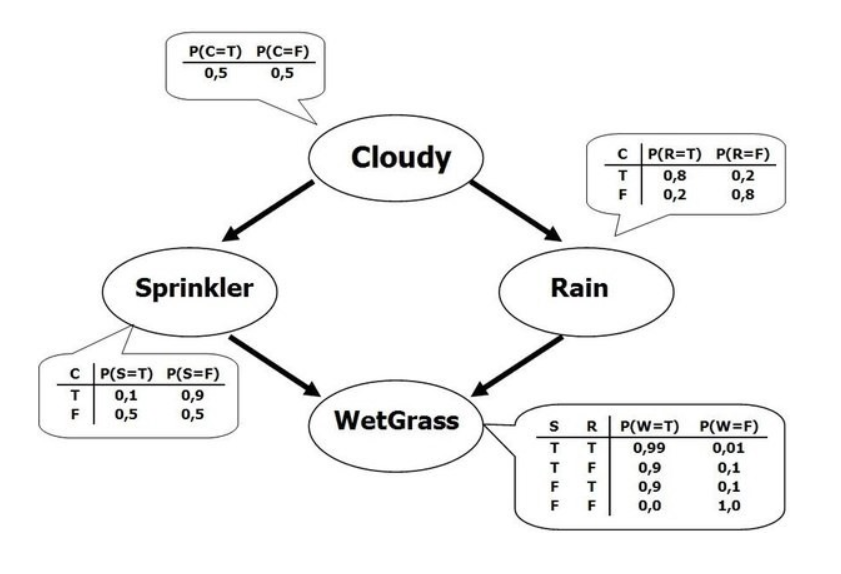 P(C=T) P(C=F)
0,5 0,5
Cloudy
C P(R=T) P(R=F)
T 0,8 0,2
F 0,2 0,8
Sprinkler
Rain
C P(S=T) P(S=F)
T 0,1 0,9
F 0,5 0,5
WetGrass
S R P(W=T) P(W=F)
T T 0,99 0,01
T F 0,9 0,1
F T 0,9 0,1
F F 0,0 1,0